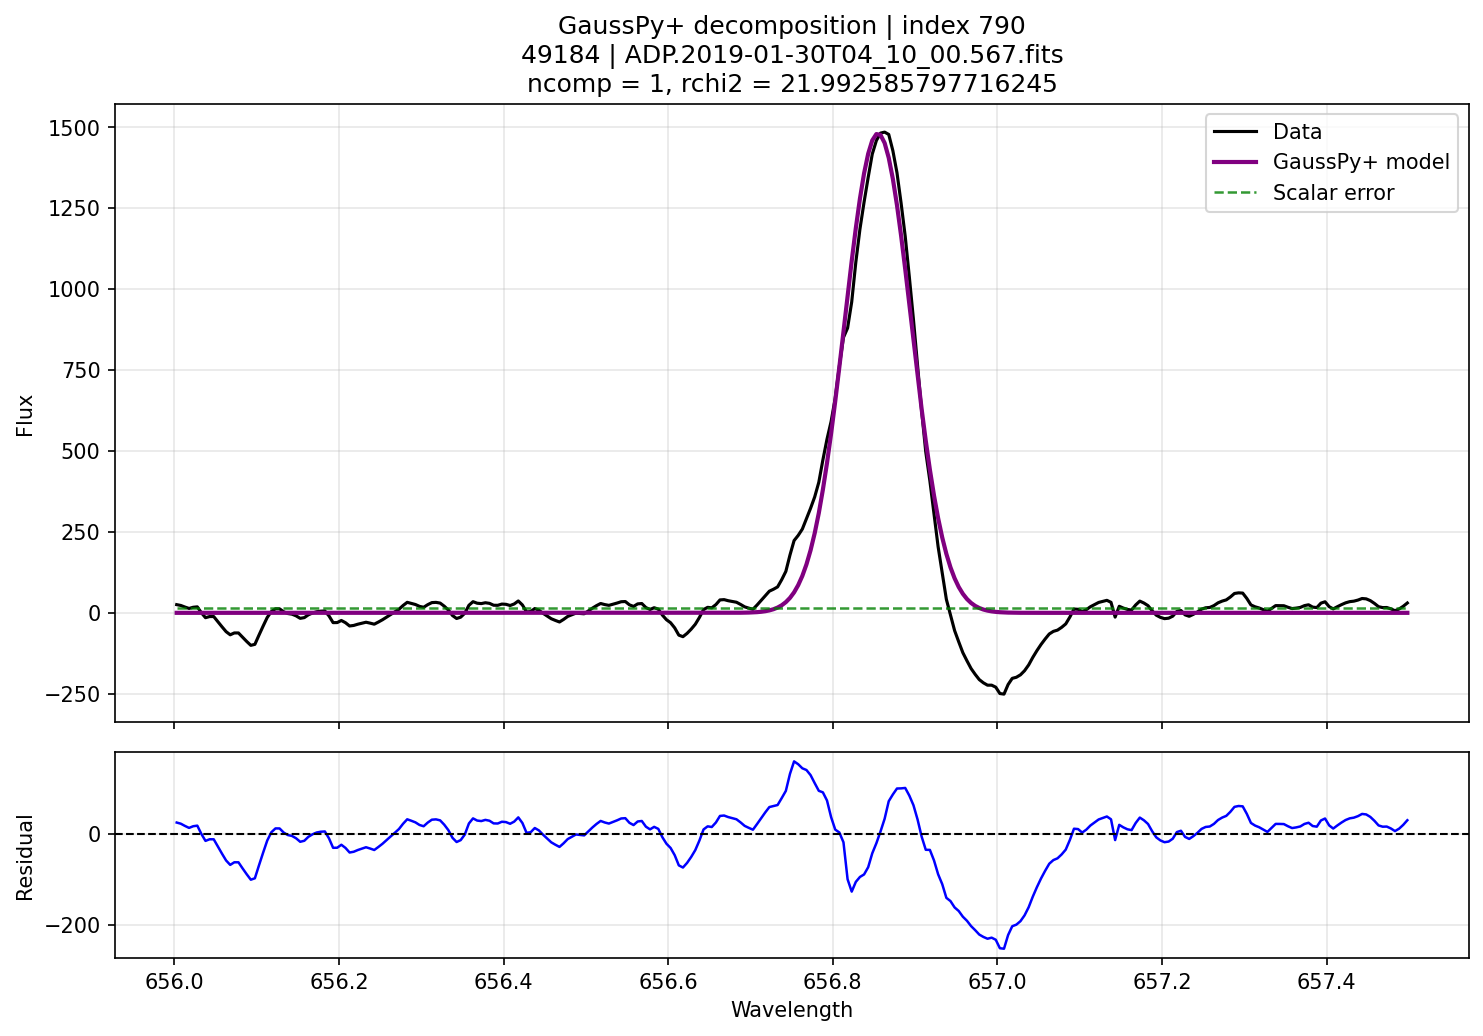 GaussPy+ decomposition | index 790
49184 | ADP.2019-01-30T04_10_00.567.fits
ncomp = 1, rchi2 = 21.992585797716245
Data
GaussPy+ model
Scalar error
Flux
1500
1250
1000
750
500
250
0
−250
Residual
0
−200
656.0 656.2 656.4 656.6 656.8 657.0 657.2 657.4
Wavelength